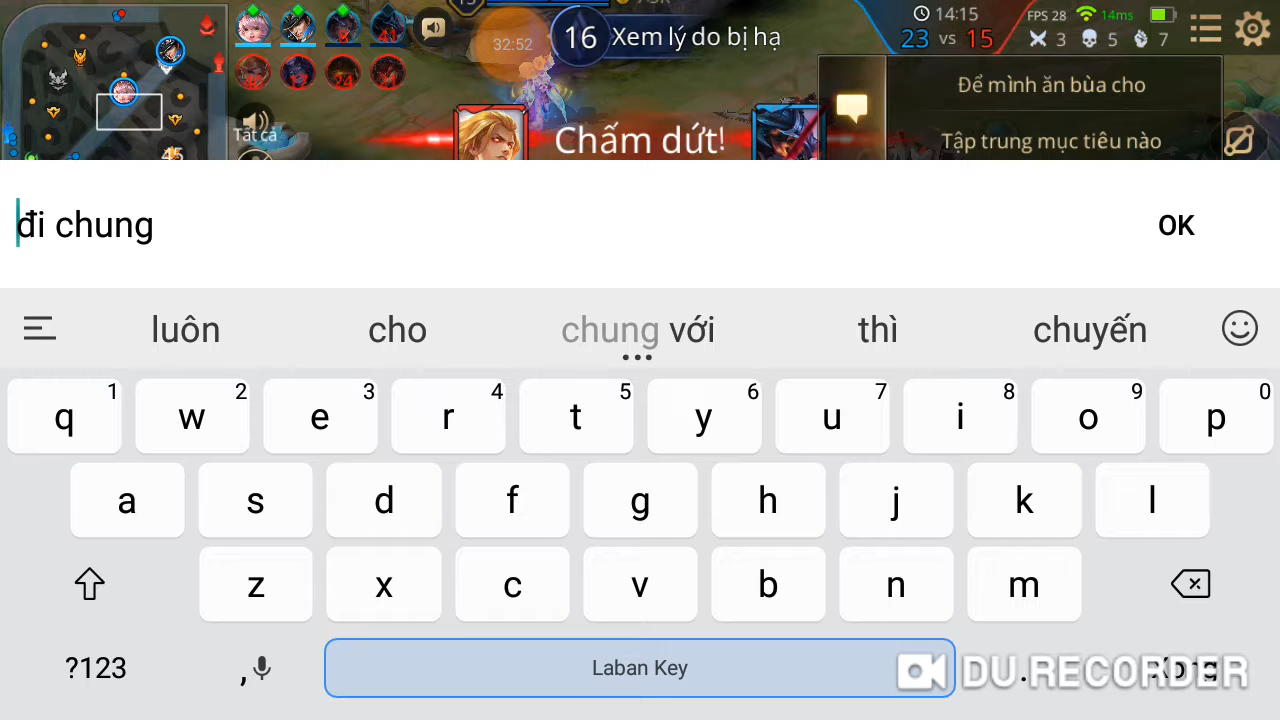 32:52
16 Xem lý do bị hạ
14:15
FPS 28 14ms
23 vs 15
3 5 7
Để mình ăn bùa cho
Tất cả
Chấm dứt!
Tập trung mục tiêu nào
đi chung
OK
luôn cho chung với thì chuyến
q 1 w 2 e 3 r 4 t 5 y 6 u 7 i 8 o 9 p 0
a s d f g h j k l
z x c v b n m
?123 , Laban Key . Xong
DU RECORDER